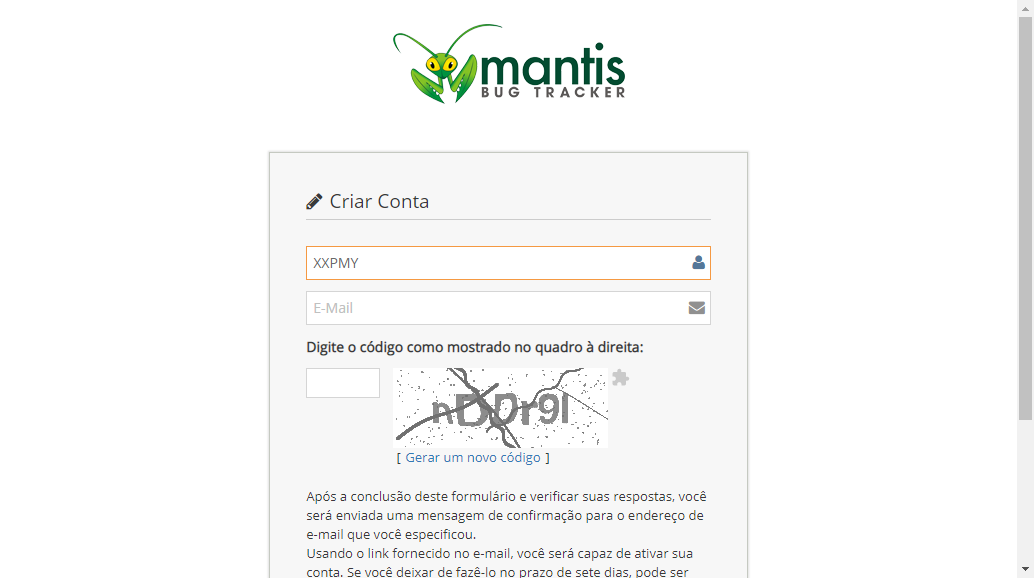 mantis
BUG TRACKER
Criar Conta
XXPMY
E-Mail
Digite o código como mostrado no quadro à direita:
[ Gerar um novo código ]
Após a conclusão deste formulário e verificar suas respostas, você
será enviada uma mensagem de confirmação para o endereço de
e-mail que você especificou.
Usando o link fornecido no e-mail, você será capaz de ativar sua
conta. Se você deixar de fazê-lo no prazo de sete dias, pode ser